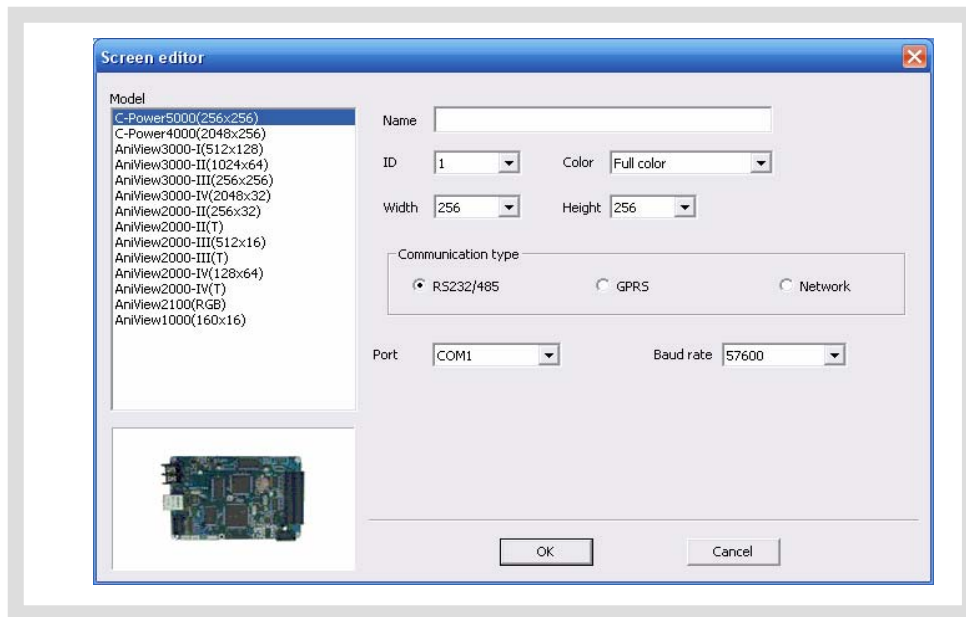 Screen editor
Model
C-Power5000(256x256)
C-Power4000(2048x256)
AniView3000-I(512x128)
AniView3000-II(1024x64)
AniView3000-III(256x256)
AniView3000-IV(2048x32)
AniView2000-II(256x32)
AniView2000-II(T)
AniView2000-III(512x16)
AniView2000-III(T)
AniView2000-IV(128x64)
AniView2000-IV(T)
AniView2100(RGB)
AniView1000(160x16)
Name
ID 1 Color Full color
Width 256 Height 256
Communication type
RS232/485 GPRS Network
Port COM1 Baud rate 57600
OK Cancel